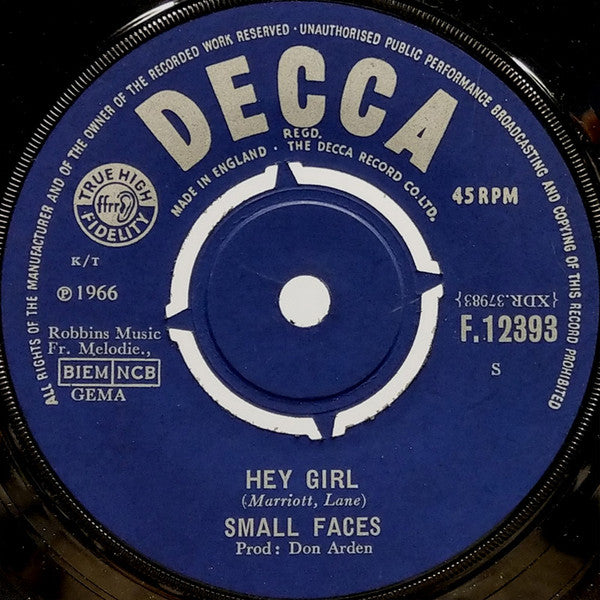 ALL RIGHTS OF THE MANUFACTURER AND OF THE OWNER OF THE RECORDED WORK RESERVED · UNAUTHORISED PUBLIC PERFORMANCE BROADCASTING AND COPYING OF THIS RECORD PROHIBITED
DECCA
REGD.
MADE IN ENGLAND · THE DECCA RECORD CO. LTD.
TRUE HIGH
ffrr
FIDELITY
45 RPM
K/T
℗ 1966
{XDR.37983}
F.12393
S
Robbins Music
Fr. Melodie.,
BIEM NCB
GEMA
HEY GIRL
(Marriott, Lane)
SMALL FACES
Prod : Don Arden